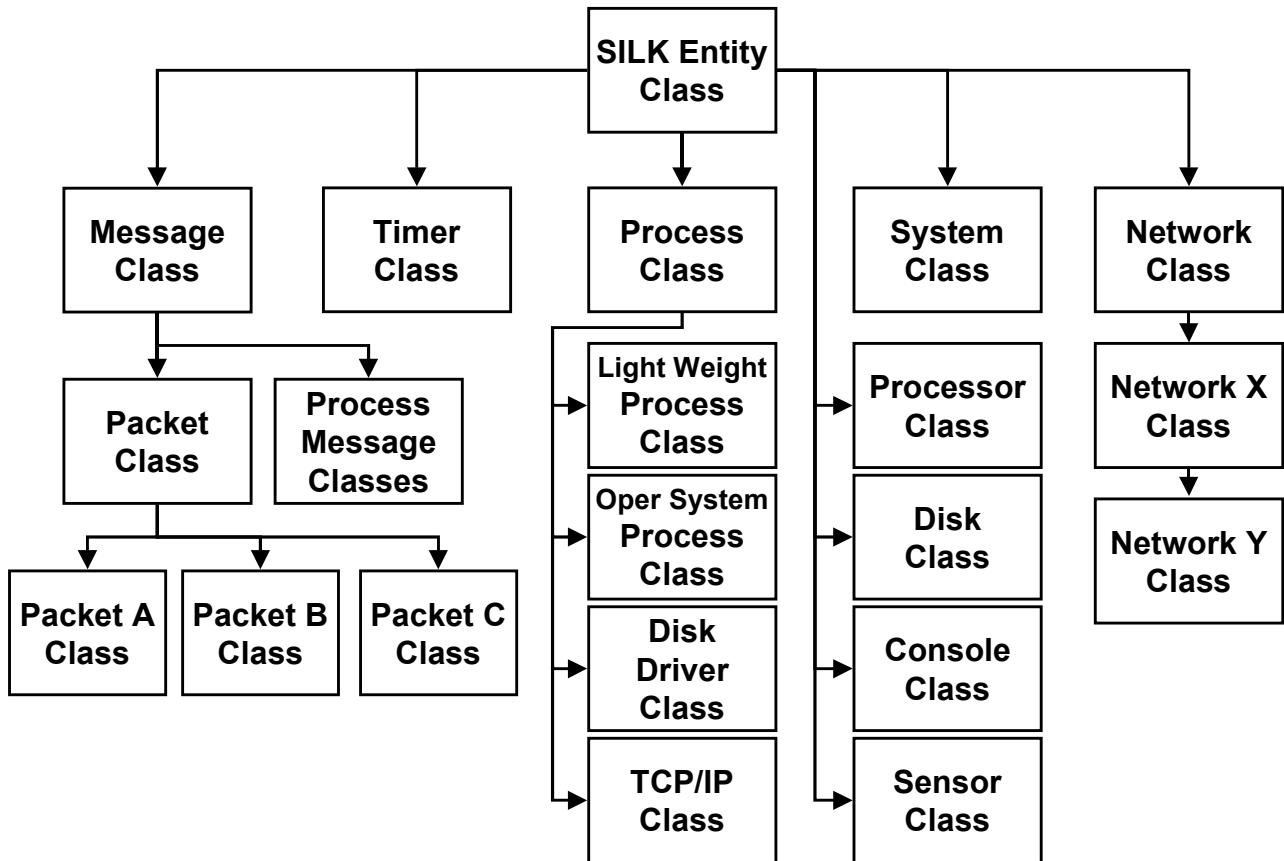 SILK Entity
Class
Message
Class
Timer
Class
Process
Class
System
Class
Network
Class
Packet
Class
Process
Message
Classes
Light Weight
Process
Class
Processor
Class
Network X
Class
Oper System
Process
Class
Disk
Class
Network Y
Class
Packet A
Class
Packet B
Class
Packet C
Class
Disk
Driver
Class
Console
Class
TCP/IP
Class
Sensor
Class